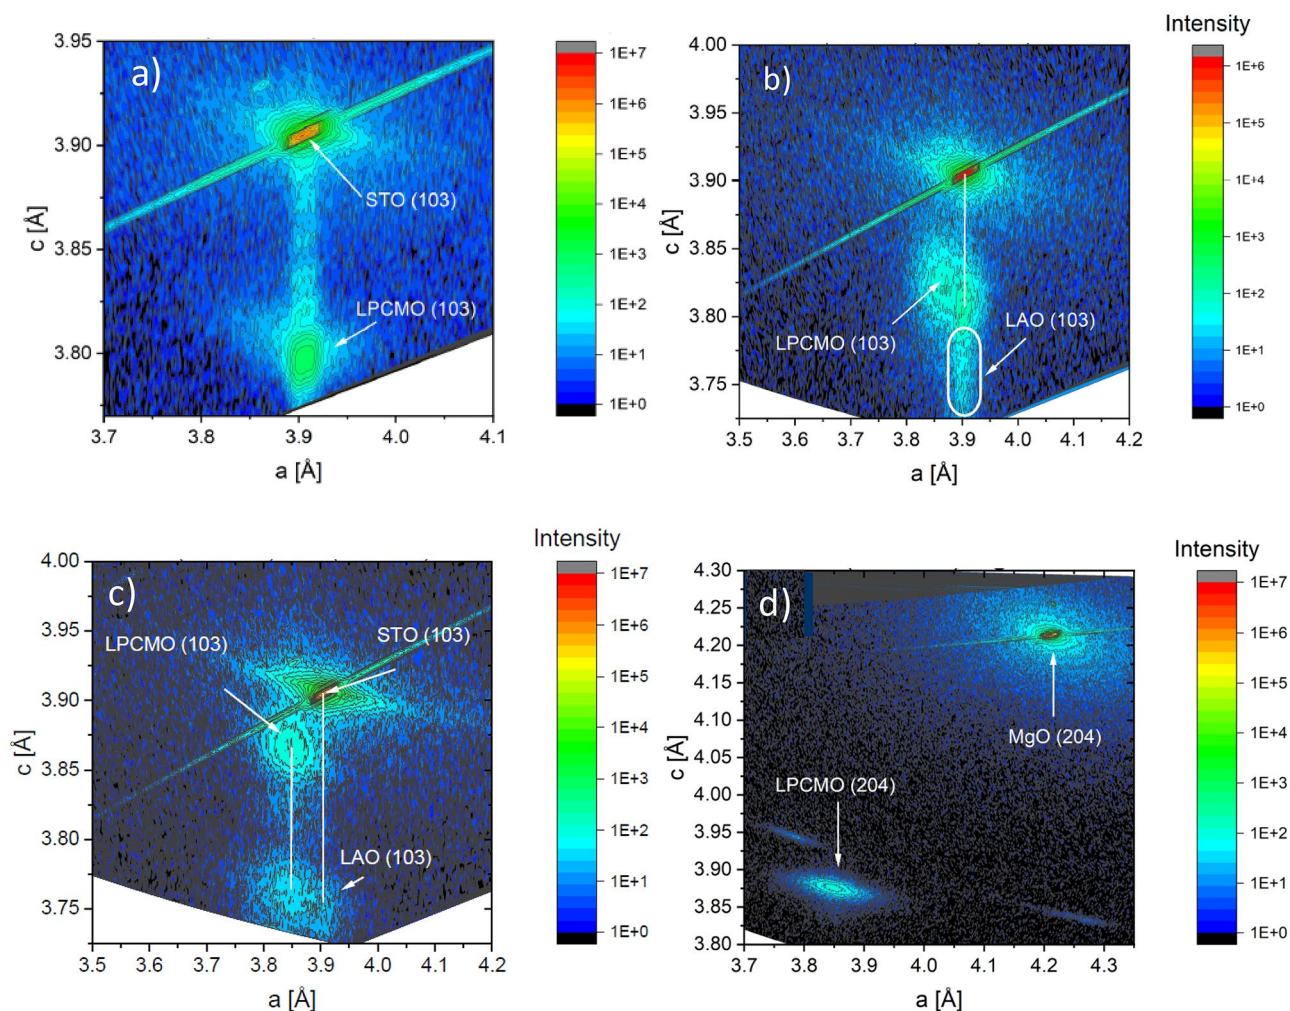 a)
3.95
3.90
3.85
3.80
c [Å]
STO (103)
LPCMO (103)
3.7 3.8 3.9 4.0 4.1
a [Å]
1E+7
1E+6
1E+5
1E+4
1E+3
1E+2
1E+1
1E+0
Intensity
b)
4.00
3.95
3.90
3.85
3.80
3.75
c [Å]
LPCMO (103)
LAO (103)
3.5 3.6 3.7 3.8 3.9 4.0 4.1 4.2
a [Å]
1E+6
1E+5
1E+4
1E+3
1E+2
1E+1
1E+0
Intensity
c)
4.00
3.95
3.90
3.85
3.80
3.75
c [Å]
LPCMO (103)
STO (103)
LAO (103)
3.5 3.6 3.7 3.8 3.9 4.0 4.1 4.2
a [Å]
1E+7
1E+6
1E+5
1E+4
1E+3
1E+2
1E+1
1E+0
Intensity
d)
4.30
4.25
4.20
4.15
4.10
4.05
4.00
3.95
3.90
3.85
3.80
c [Å]
MgO (204)
LPCMO (204)
3.7 3.8 3.9 4.0 4.1 4.2 4.3
a [Å]
1E+7
1E+6
1E+5
1E+4
1E+3
1E+2
1E+1
1E+0